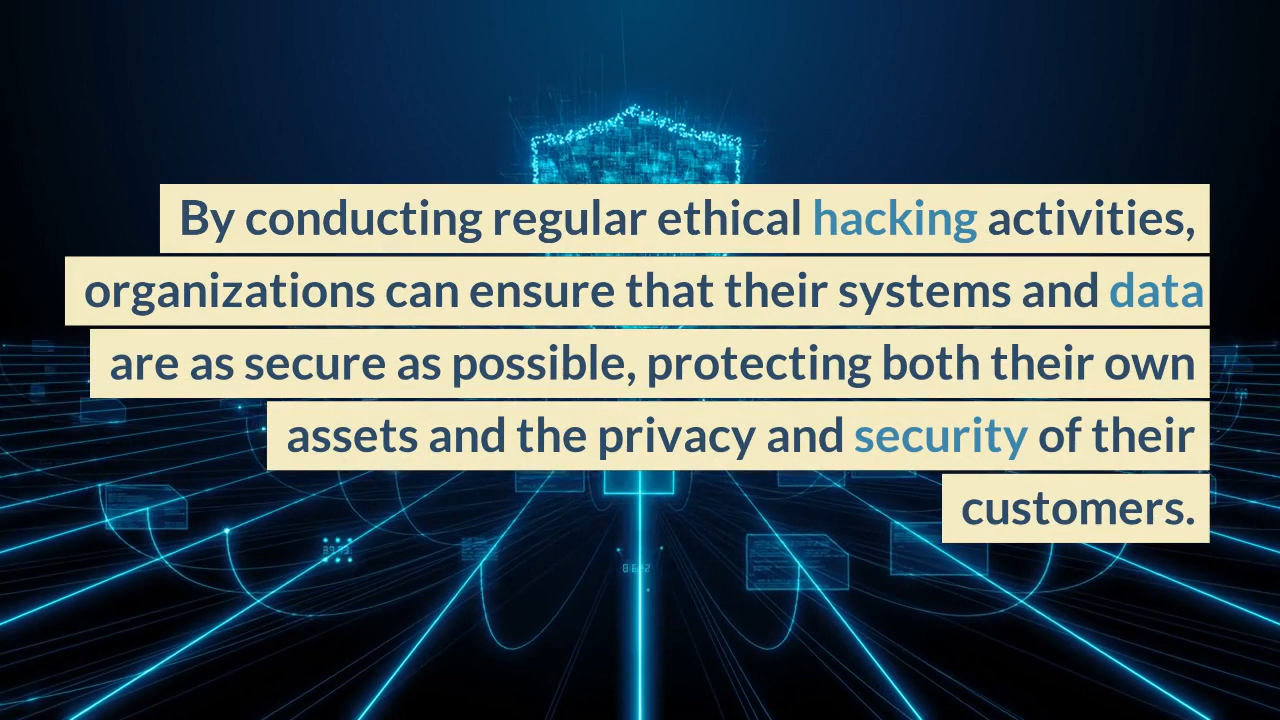 By conducting regular ethical hacking activities,
organizations can ensure that their systems and data
are as secure as possible, protecting both their own
assets and the privacy and security of their
customers.